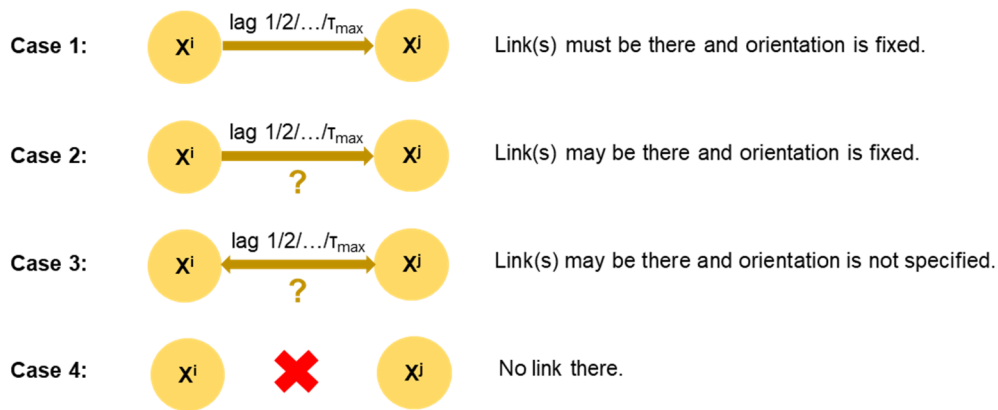 lag 1/2/…/τmax
Case 1: Xⁱ Xʲ Link(s) must be there and orientation is fixed.
lag 1/2/…/τmax
Case 2: Xⁱ Xʲ Link(s) may be there and orientation is fixed.
?
lag 1/2/…/τmax
Case 3: Xⁱ Xʲ Link(s) may be there and orientation is not specified.
?
Case 4: Xⁱ Xʲ No link there.